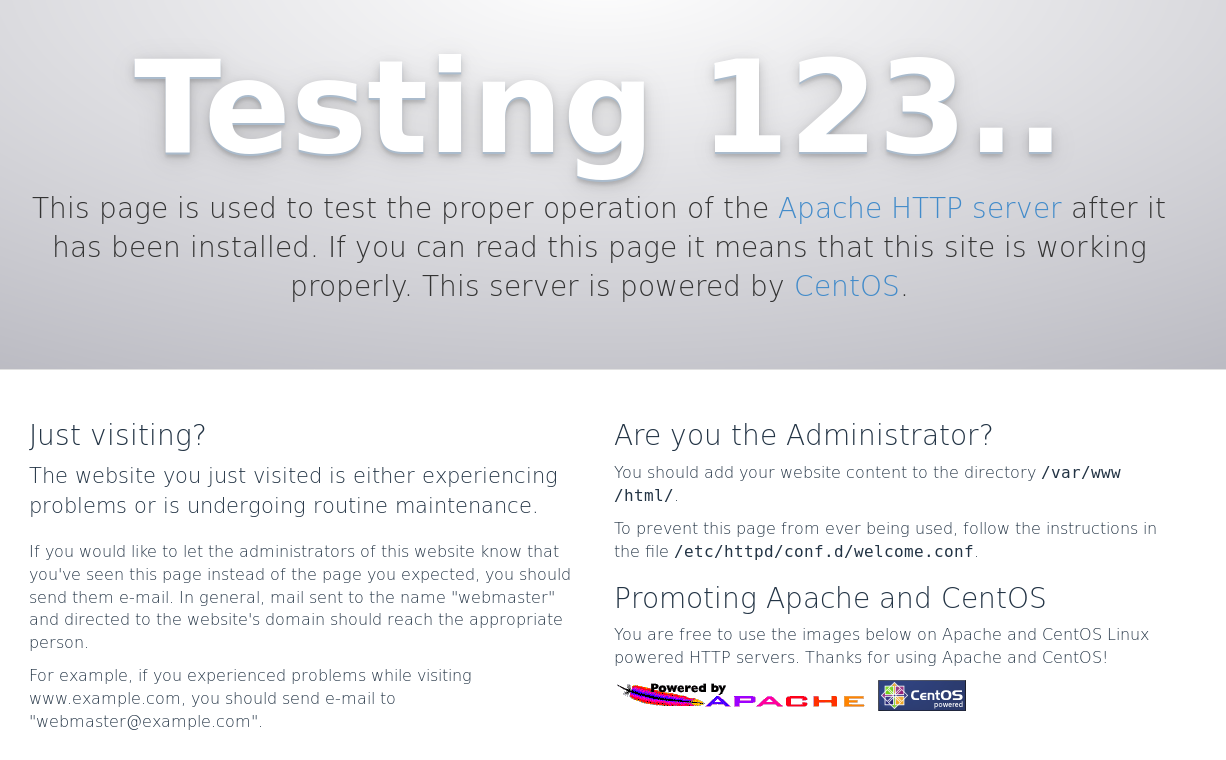 Testing 123..
This page is used to test the proper operation of the Apache HTTP server after it
has been installed. If you can read this page it means that this site is working
properly. This server is powered by CentOS.
Just visiting?
The website you just visited is either experiencing
problems or is undergoing routine maintenance.
If you would like to let the administrators of this website know that
you've seen this page instead of the page you expected, you should
send them e-mail. In general, mail sent to the name "webmaster"
and directed to the website's domain should reach the appropriate
person.
For example, if you experienced problems while visiting
www.example.com, you should send e-mail to
"webmaster@example.com".
Are you the Administrator?
You should add your website content to the directory /var/www
/html/.
To prevent this page from ever being used, follow the instructions in
the file /etc/httpd/conf.d/welcome.conf.
Promoting Apache and CentOS
You are free to use the images below on Apache and CentOS Linux
powered HTTP servers. Thanks for using Apache and CentOS!
Powered by
APACHE
CentOS
powered